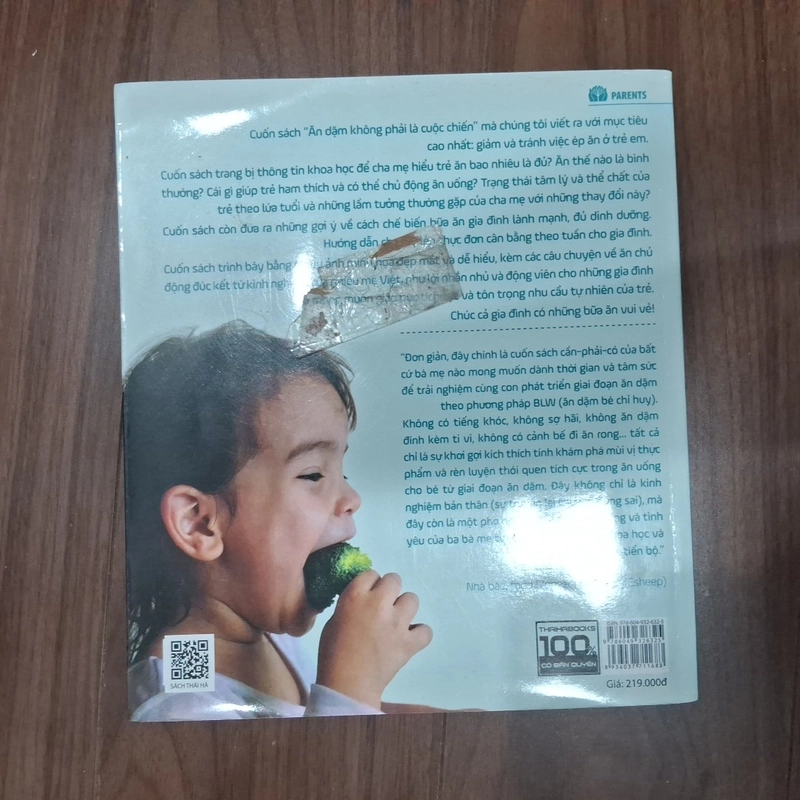 PARENTS
Cuốn sách "Ăn dặm không phải là cuộc chiến" mà chúng tôi viết ra với mục tiêu
cao nhất: giảm và tránh việc ép ăn ở trẻ em.
Cuốn sách trang bị thông tin khoa học để cha mẹ hiểu trẻ ăn bao nhiêu là đủ? Ăn thế nào là bình
thường? Cái gì giúp trẻ ham thích và có thể chủ động ăn uống? Trạng thái tâm lý và thể chất của
trẻ theo lứa tuổi và những lầm tưởng thường gặp của cha mẹ với những thay đổi này?
Cuốn sách còn đưa ra những gợi ý về cách chế biến bữa ăn gia đình lành mạnh, đủ dinh dưỡng.
Hướng dẫn thực đơn cân bằng theo tuần cho gia đình.
Cuốn sách trình bày bằng ảnh minh họa đẹp mắt và dễ hiểu, kèm các câu chuyện về ăn chủ
động đúc kết từ kinh mẹ Việt, như lời nhắn nhủ và động viên cho những gia đình
và tôn trọng nhu cầu tự nhiên của trẻ.
Chúc cả gia đình có những bữa ăn vui vẻ!
"Đơn giản, đây chính là cuốn sách cần-phải-có của bất
cứ bà mẹ nào mong muốn dành thời gian và tâm sức
để trải nghiệm cùng con phát triển giai đoạn ăn dặm
theo phương pháp BLW (ăn dặm bé chỉ huy).
Không có tiếng khóc, không sợ hãi, không ăn dặm
đính kèm ti vi, không có cảnh bế đi ăn rong... tất cả
chỉ là sự khơi gợi kích thích tính khám phá mùi vị thực
phẩm và rèn luyện thói quen tích cực trong ăn uống
cho bé từ giai đoạn ăn dặm. Đây không chỉ là kinh
nghiệm bản thân sai), mà
đây còn là một và tình
yêu của ba bà mẹ học và
tiến bộ."
Nhà báo
THAIHABOOKS
100%
CÓ BẢN QUYỀN
SÁCH THÁI HÀ
Giá: 219.000đ